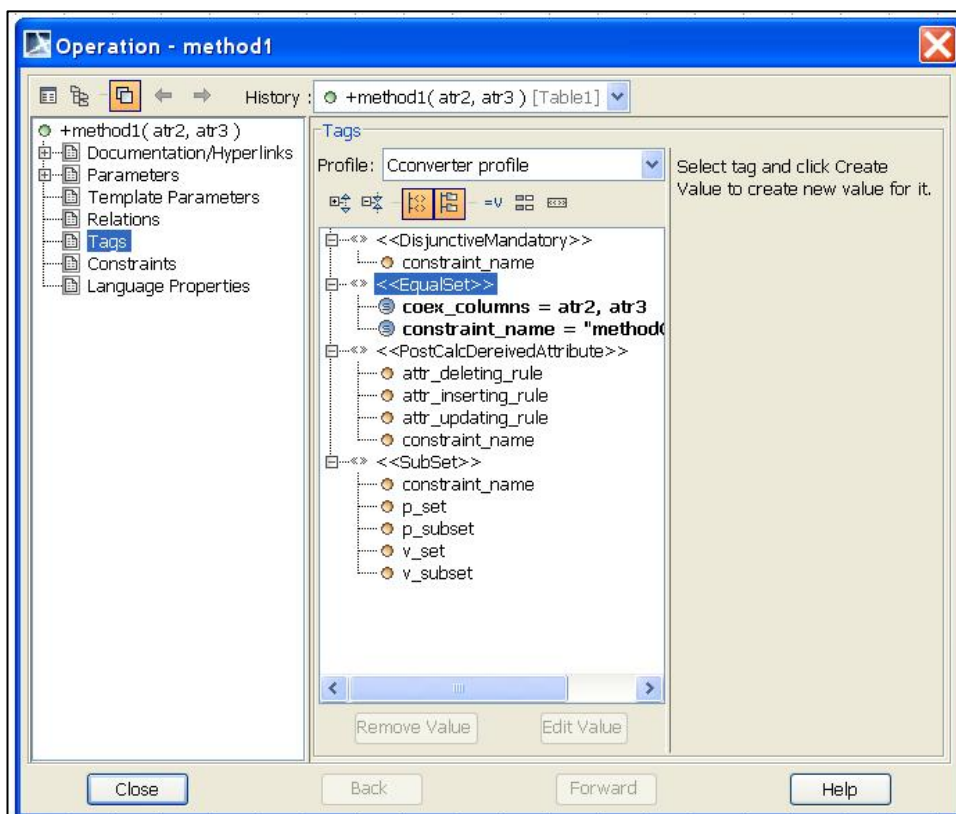 Operation - method1
History : +method1( atr2, atr3 ) [Table1]
+method1( atr2, atr3 )
Documentation/Hyperlinks
Parameters
Template Parameters
Relations
Tags
Constraints
Language Properties
Tags
Profile: Cconverter profile
=V
<<DisjunctiveMandatory>>
constraint_name
<<EqualSet>>
coex_columns = atr2, atr3
constraint_name = "method
<<PostCalcDereivedAttribute>>
attr_deleting_rule
attr_inserting_rule
attr_updating_rule
constraint_name
<<SubSet>>
constraint_name
p_set
p_subset
v_set
v_subset
Remove Value
Edit Value
Select tag and click Create
Value to create new value for it.
Close
Back
Forward
Help